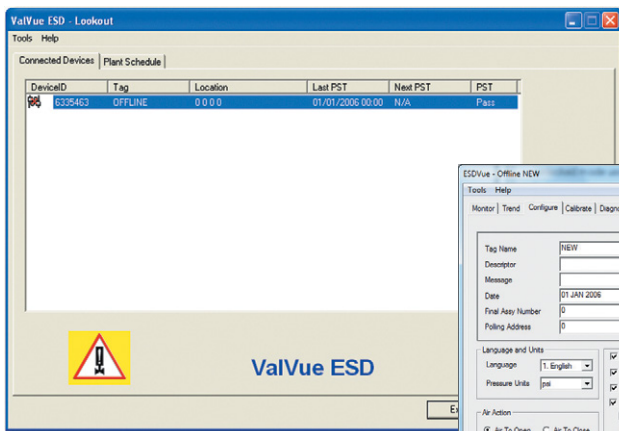 ValVue ESD - Lookout
Tools Help
Connected Devices Plant Schedule
DeviceID Tag Location Last PST Next PST PST
6335463 OFFLINE 0 0 0 0 01/01/2006 00:00 N/A Pass
ValVue ESD
ESDVue - Offline NEW
Tools Help
Monitor Trend Configure Calibrate
Tag Name NEW
Descriptor
Message
Date 01 JAN 2006
Final Assy Number 0
Polling Address 0
Language and Units
Language 1. English
Pressure Units psi
Air Action
Air To Open Air To Close